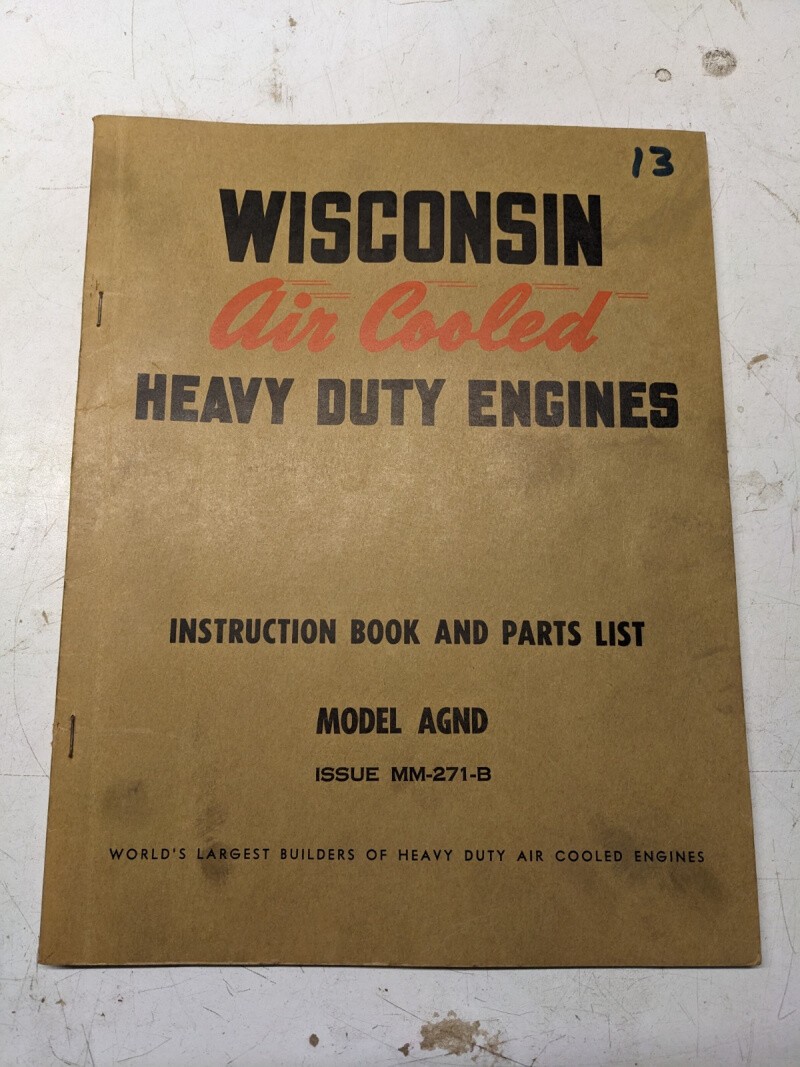 13
WISCONSIN
Air Cooled
HEAVY DUTY ENGINES
INSTRUCTION BOOK AND PARTS LIST
MODEL AGND
ISSUE MM-271-B
WORLD'S LARGEST BUILDERS OF HEAVY DUTY AIR COOLED ENGINES